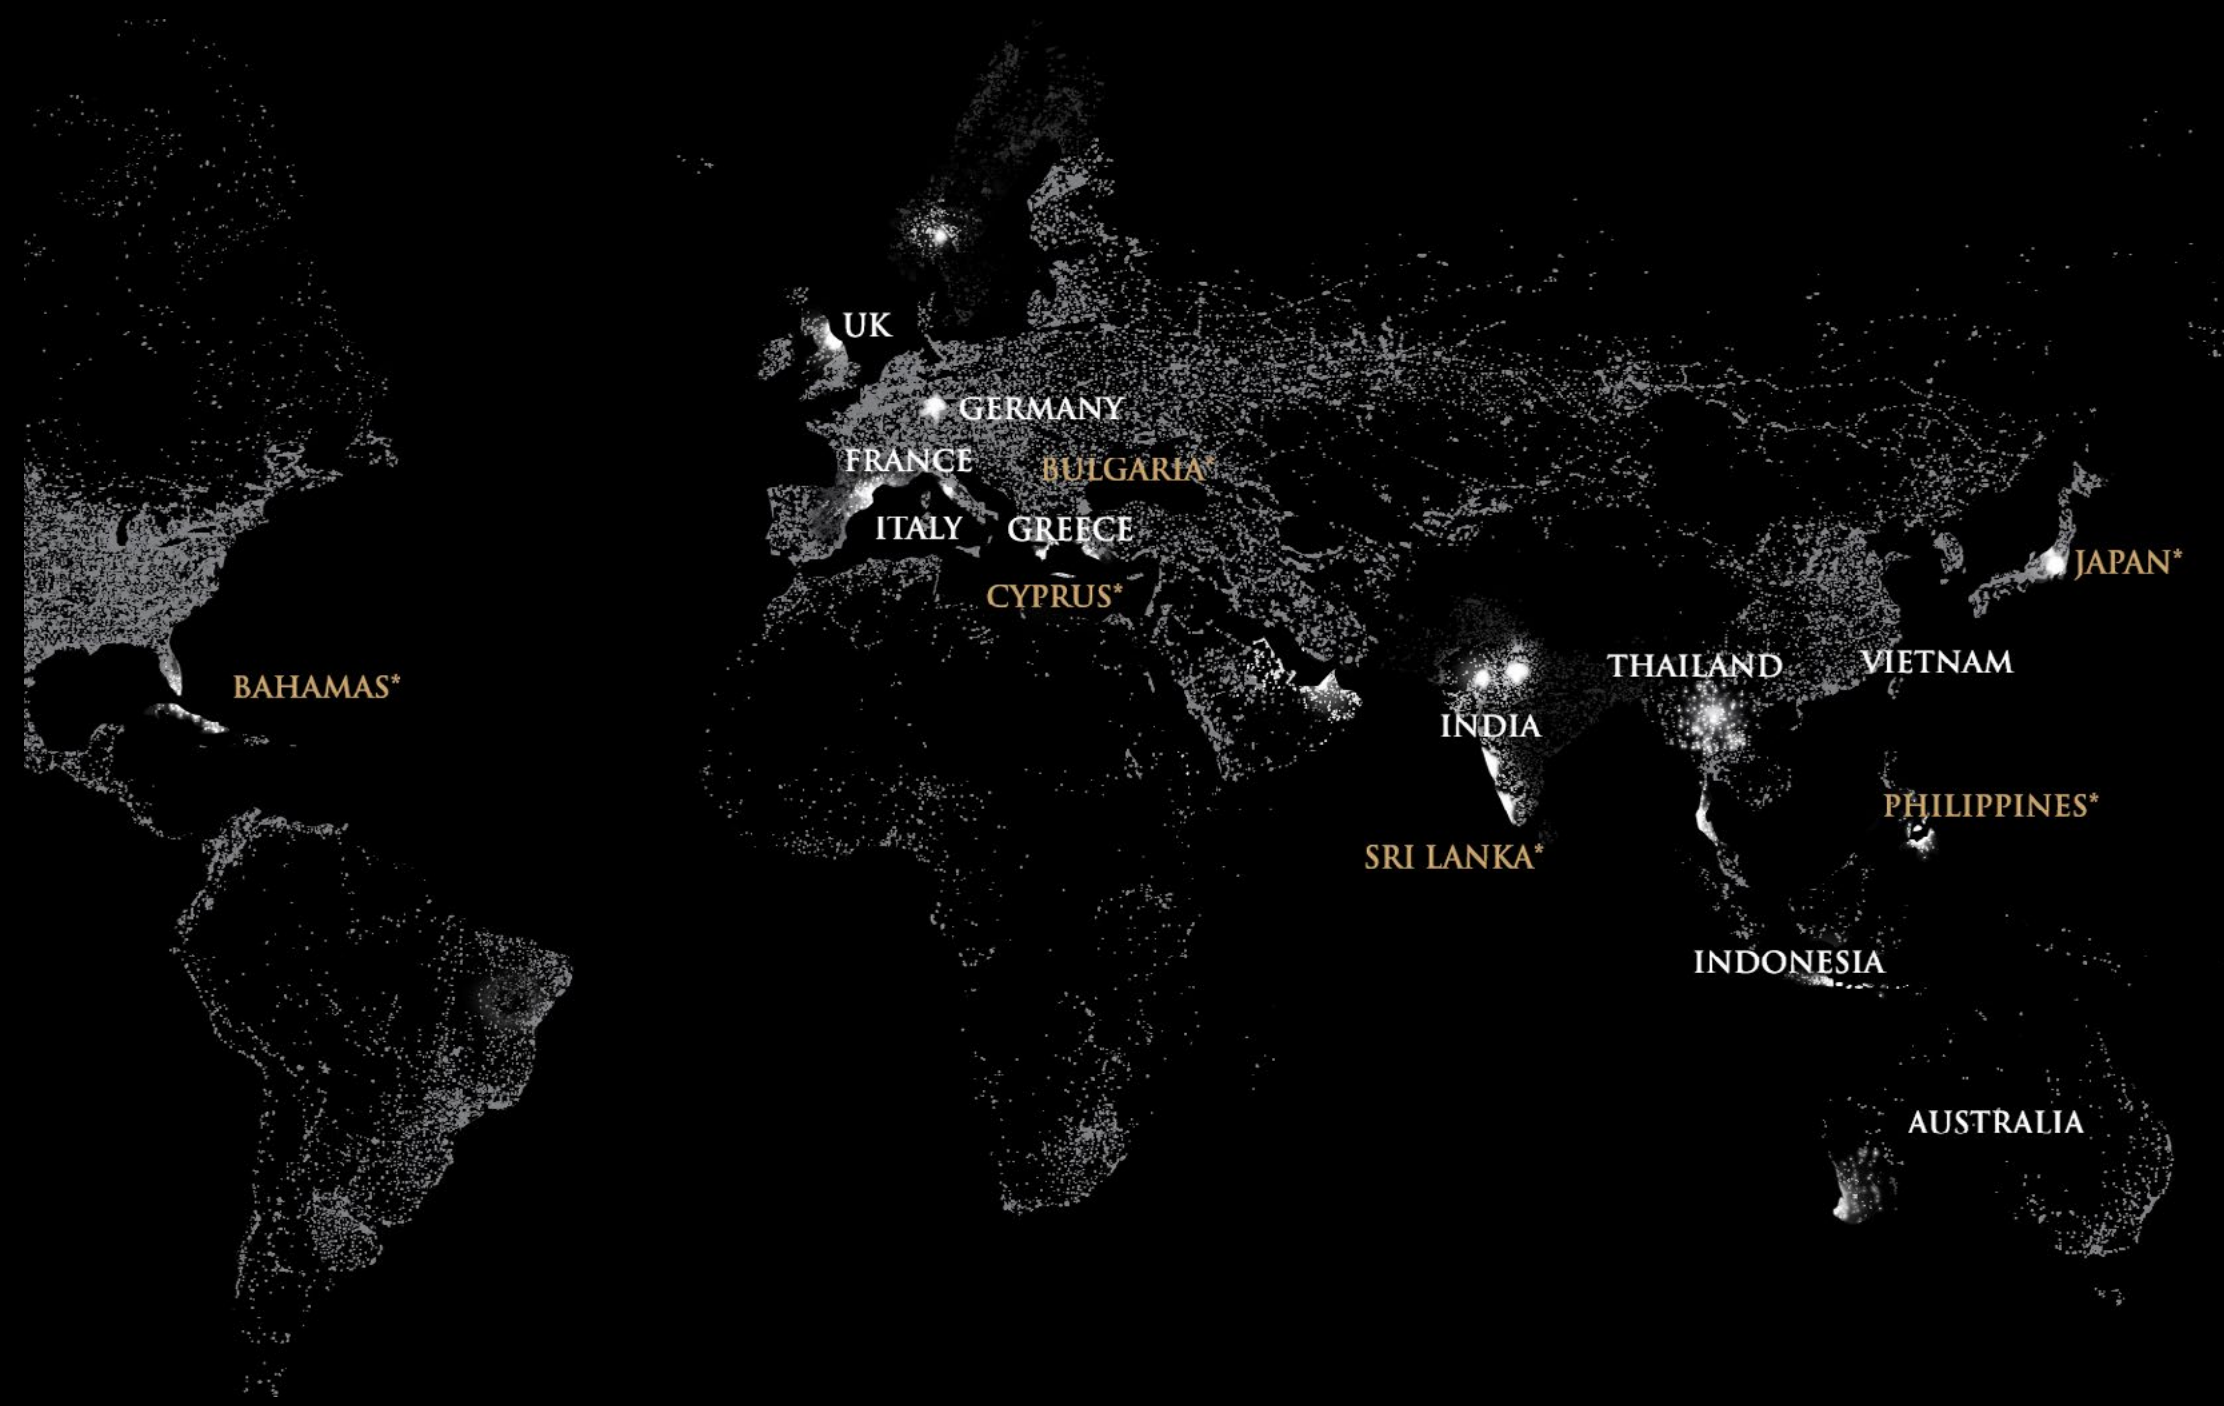 UK
GERMANY
FRANCE
BULGARIA*
ITALY
GREECE
JAPAN*
CYPRUS*
BAHAMAS*
THAILAND
VIETNAM
INDIA
PHILIPPINES*
SRI LANKA*
INDONESIA
AUSTRALIA